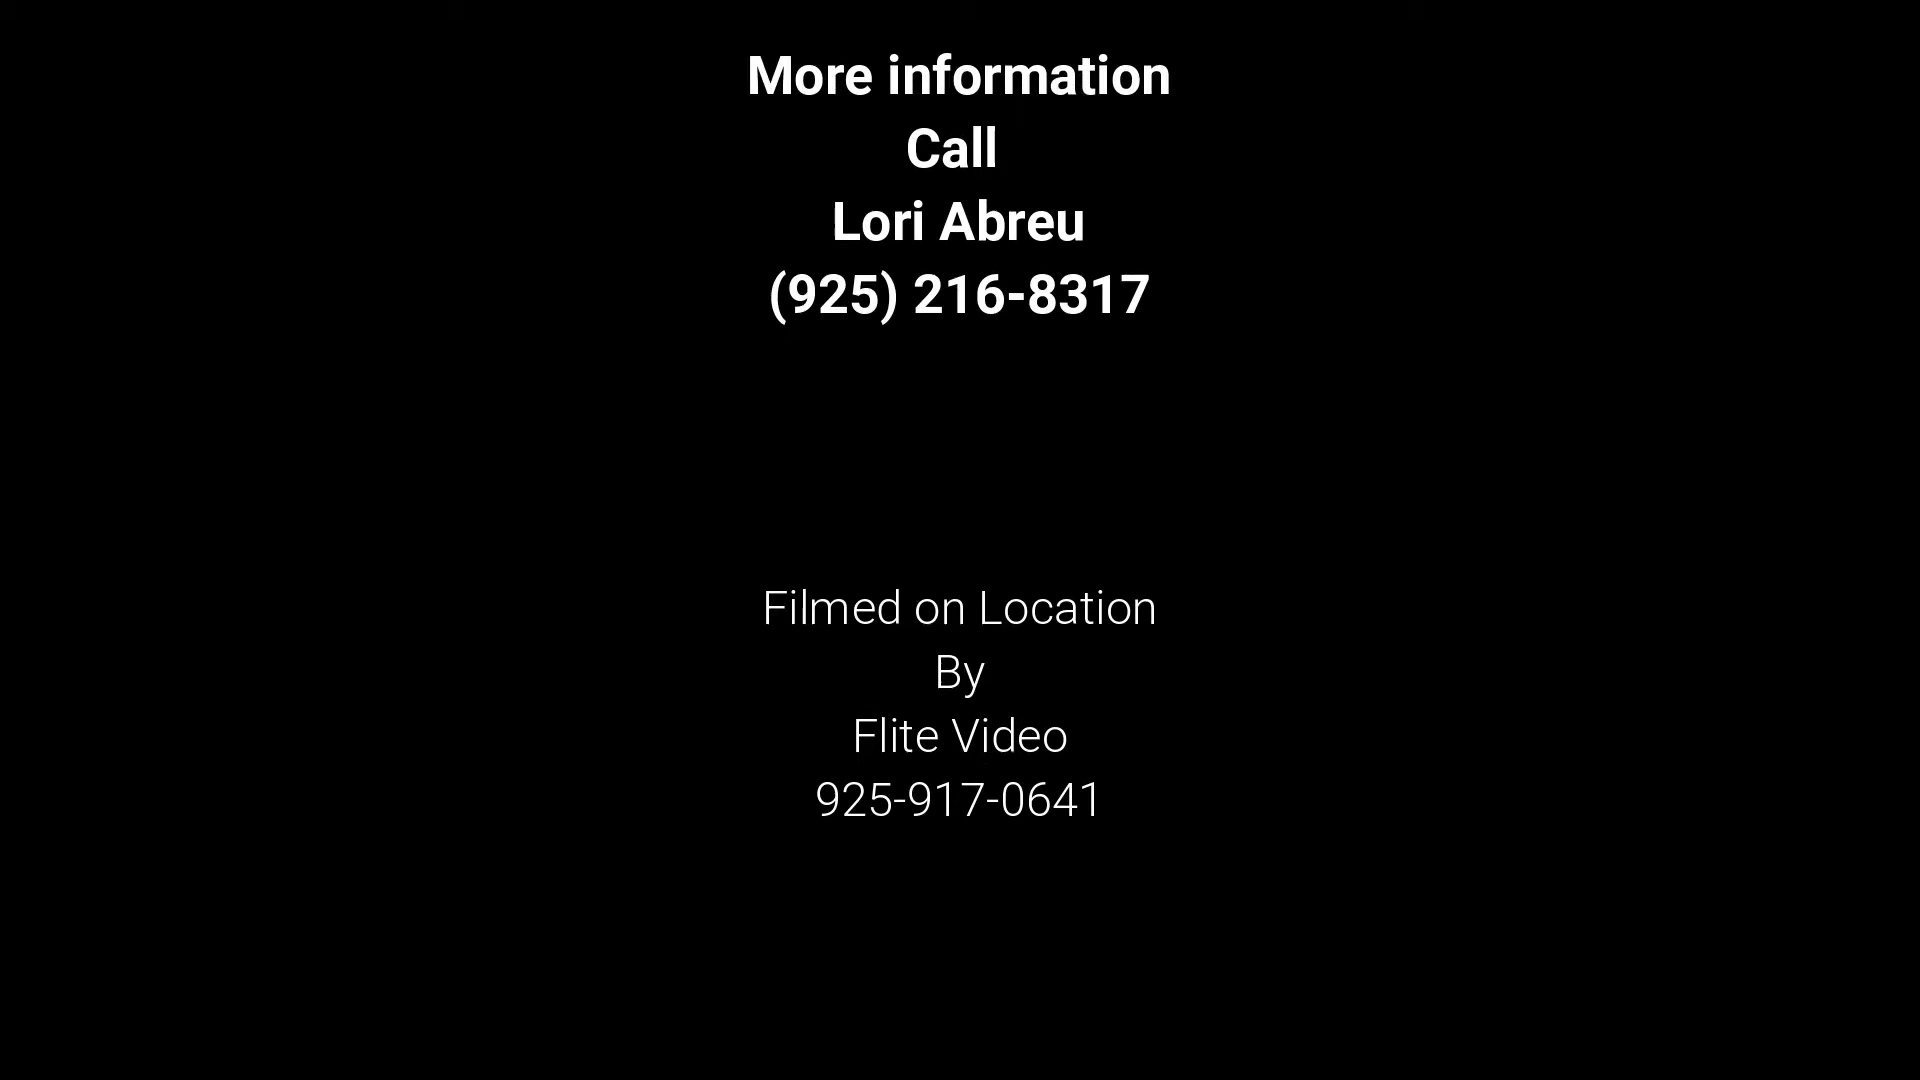 More information
Call
Lori Abreu
(925) 216-8317
Filmed on Location
By
Flite Video
925-917-0641